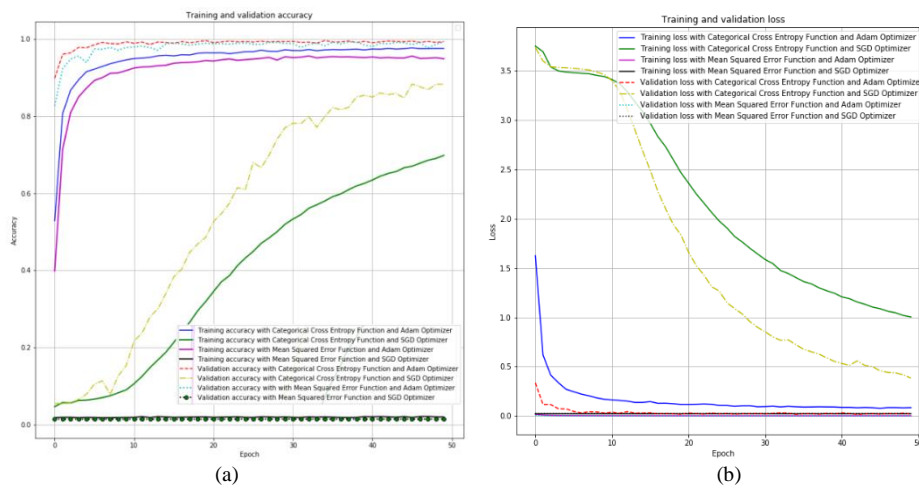 Training and validation accuracy
1.0
0.8
0.6
0.4
0.2
0.0
Accuracy
Training accuracy with Categorical Cross Entropy Function and Adam Optimizer
Training accuracy with Categorical Cross Entropy Function and SGD Optimizer
Training accuracy with Mean Squared Error Function and Adam Optimizer
Training accuracy with Mean Squared Error Function and SGD Optimizer
Validation accuracy with Categorical Cross Entropy Function and Adam Optimizer
Validation accuracy with Categorical Cross Entropy Function and SGD Optimizer
Validation accuracy with with Mean Squared Error Function and Adam Optimizer
Validation accuracy with Mean Squared Error Function and SGD Optimizer
0 10 20 30 40 50
Epoch
(a)
Training and validation loss
Training loss with Categorical Cross Entropy Function and Adam Optimizer
Training loss with Categorical Cross Entropy Function and SGD Optimizer
Training loss with Mean Squared Error Function and Adam Optimizer
Training loss with Mean Squared Error Function and SGD Optimizer
Validation loss with Categorical Cross Entropy Function and Adam Optimizer
Validation loss with Categorical Cross Entropy Function and SGD Optimizer
Validation loss with Mean Squared Error Function and Adam Optimizer
Validation loss with Mean Squared Error Function and SGD Optimizer
3.5
3.0
2.5
2.0
1.5
1.0
0.5
0.0
Loss
0 10 20 30 40 50
Epoch
(b)